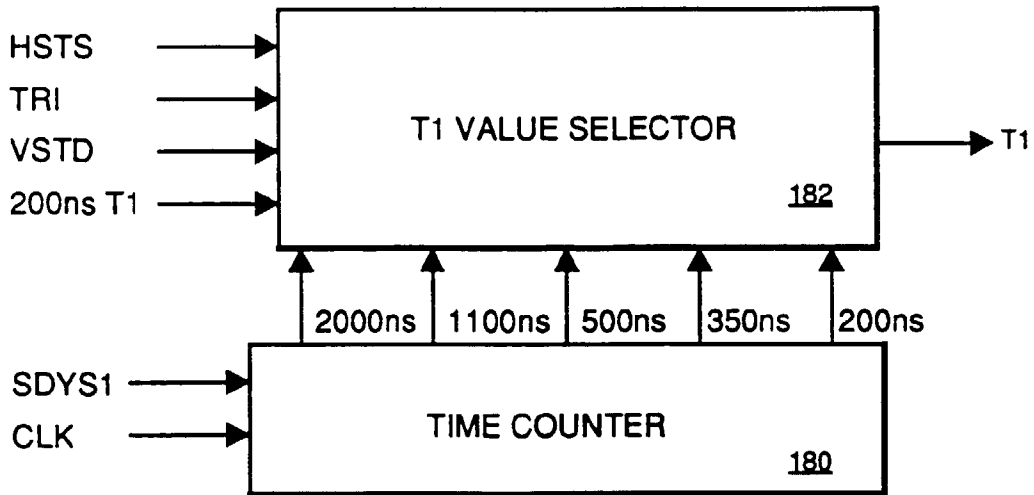 HSTS
TRI
VSTD
200ns T1
T1 VALUE SELECTOR
182
T1
2000ns
1100ns
500ns
350ns
200ns
SDYS1
CLK
TIME COUNTER
180